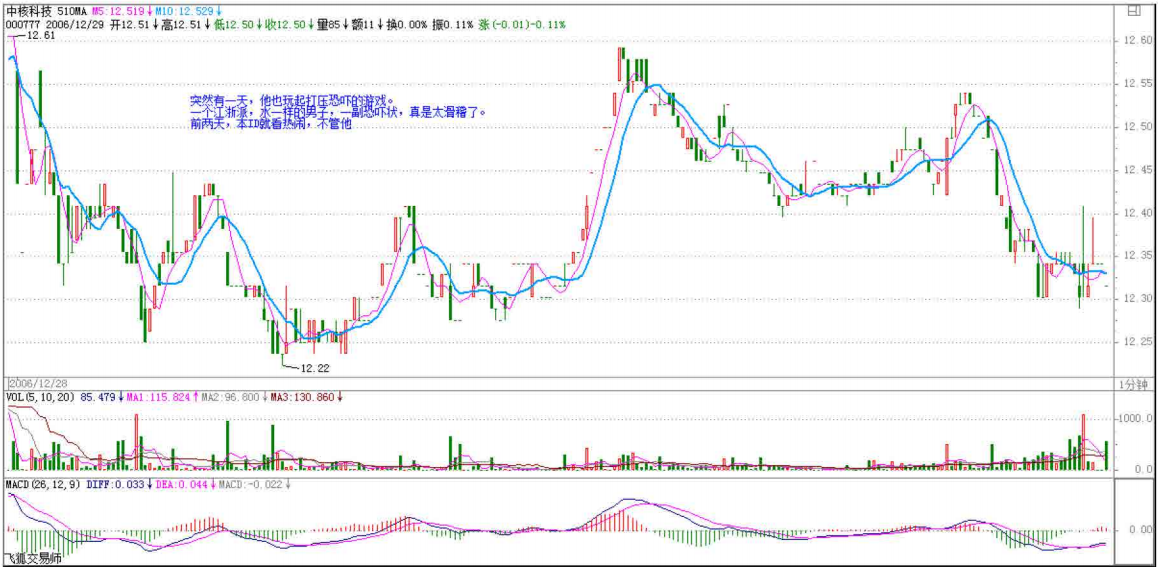 中核科技 510MA M5:12.519↓M10:12.529↓
000777 2006/12/29 开12.51↓高12.51↓低12.50↓收12.50↓量85↓额11↓换0.00% 振0.11% 涨(-0.01)-0.11%
12.61
12.60
突然有一天，他也玩起打压恐吓的游戏。
一个江浙派，水一样的男子，一副恐吓状，真是太滑稽了。
前两天，本ID就看热闹，不管他
12.55
12.50
12.45
12.40
12.35
12.30
12.25
12.22
2006/12/28
1分钟
VOL(5,10,20) 85.479↓MA1:115.824↑MA2:96.800↓MA3:130.860↓
1000.0
0.0
MACD(26,12,9) DIFF:0.033↓DEA:0.044↓MACD:-0.022↓
0.00
飞狐交易师